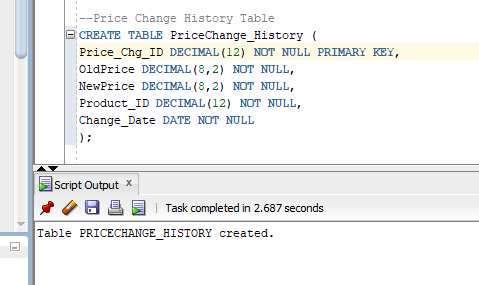 --Price Change History Table
CREATE TABLE PriceChange_History (
Price_Chg_ID DECIMAL(12) NOT NULL PRIMARY KEY,
OldPrice DECIMAL(8,2) NOT NULL,
NewPrice DECIMAL(8,2) NOT NULL,
Product_ID DECIMAL(12) NOT NULL,
Change_Date DATE NOT NULL
);
Script Output x
Task completed in 2.687 seconds
Table PRICECHANGE_HISTORY created.